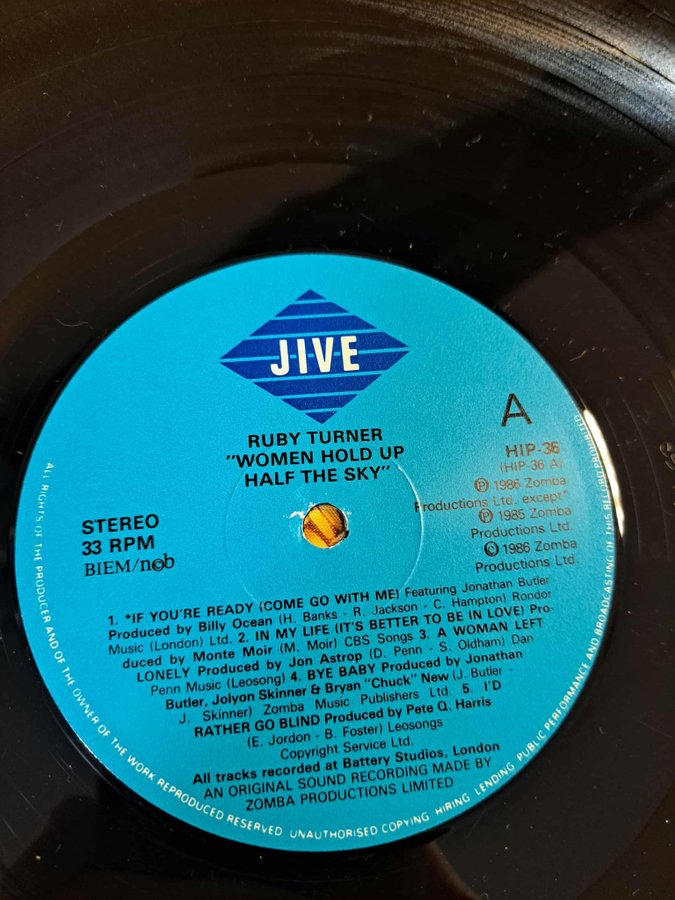 JIVE
RUBY TURNER
"WOMEN HOLD UP
HALF THE SKY"
A
HIP-36
(HIP-36 A)
Ⓟ 1986 Zomba
Productions Ltd. except*
Ⓟ 1985 Zomba
Productions Ltd.
© 1986 Zomba
Productions Ltd.
STEREO
33 RPM
BIEM/ncb
1. *IF YOU'RE READY (COME GO WITH ME) Featuring Jonathan Butler
Produced by Billy Ocean (H. Banks - R. Jackson - C. Hampton) Rondor
Music (London) Ltd. 2. IN MY LIFE (IT'S BETTER TO BE IN LOVE) Pro-
duced by Monte Moir (M. Moir) CBS Songs 3. A WOMAN LEFT
LONELY Produced by Jon Astrop (D. Penn - S. Oldham) Dan
Penn Music (Leosong) 4. BYE BABY Produced by Jonathan
Butler, Jolyon Skinner & Bryan "Chuck" New (J. Butler -
J. Skinner) Zomba Music Publishers Ltd. 5. I'D
RATHER GO BLIND Produced by Pete Q. Harris
(E. Jordon - B. Foster) Leosongs
Copyright Service Ltd.
All tracks recorded at Battery Studios, London
AN ORIGINAL SOUND RECORDING MADE BY
ZOMBA PRODUCTIONS LIMITED
ALL RIGHTS OF THE PRODUCER AND OF THE OWNER OF THE WORK REPRODUCED RESERVED UNAUTHORISED COPYING HIRING LENDING PUBLIC PERFORMANCE AND BROADCASTING OF THIS RECORD PROHIBITED